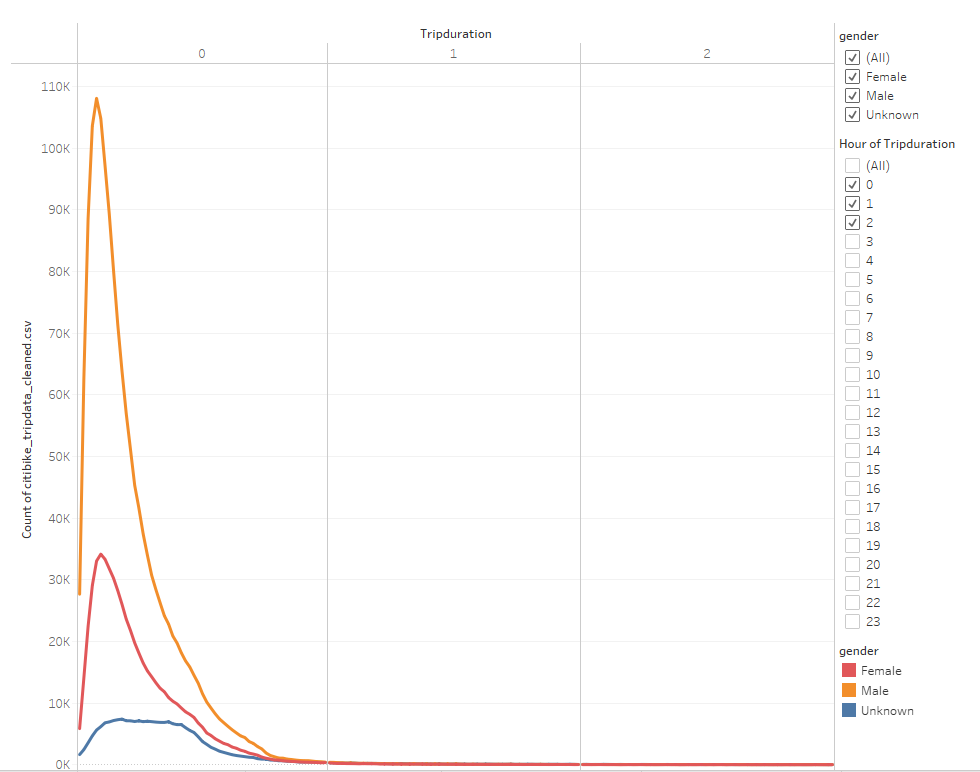 Tripduration
0
1
2
110K
100K
90K
80K
70K
60K
50K
40K
30K
20K
10K
0K
Count of citibike_tripdata_cleaned.csv
gender
(All)
Female
Male
Unknown
Hour of Tripduration
(All)
0
1
2
3
4
5
6
7
8
9
10
11
12
13
14
15
16
17
18
19
20
21
22
23
gender
Female
Male
Unknown